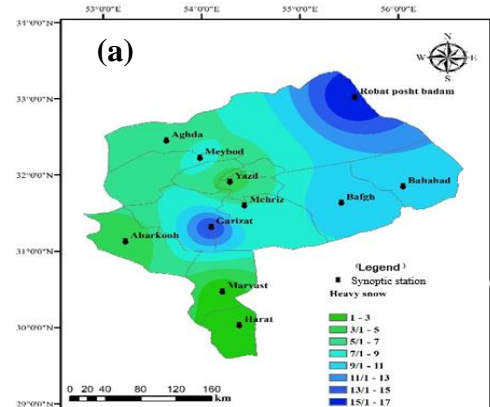 53°0'0"E 54°0'0"E 55°0'0"E 56°0'0"E
34°0'0"N
(a)
N
W E
S
33°0'0"N
Robat posht badam
Aghda
Meybod
32°0'0"N
Yazd
Bahabad
Mehriz
Bafgh
Garizat
Abarkooh
31°0'0"N
(Legend)
Synoptic station
Marvast
Heavy snow
Harat
30°0'0"N
1 - 3
3/1 - 5
5/1 - 7
7/1 - 9
9/1 - 11
11/1 - 13
13/1 - 15
15/1 - 17
0 20 40 80 120 160
km
29°0'0"N